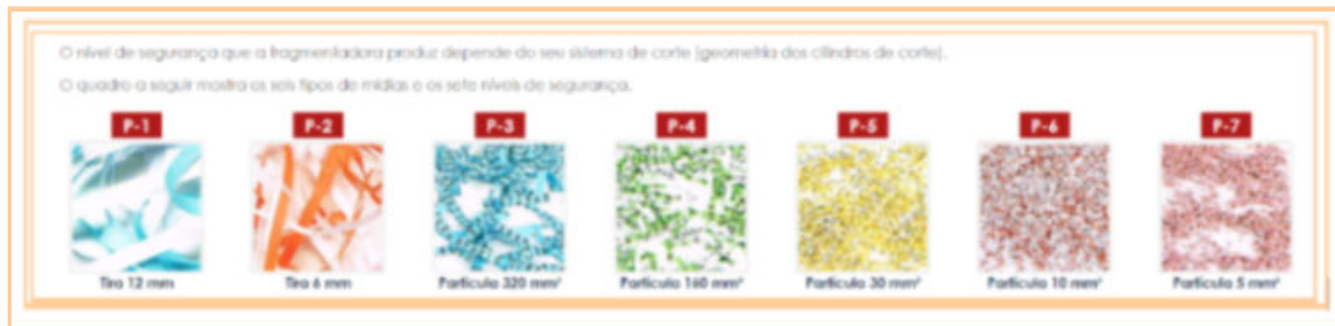 O nível de segurança que a fragmentadora produz depende do seu sistema de corte (geometria dos cilindros de corte).
O quadro a seguir mostra os seis tipos de mídias e os sete níveis de segurança.
P-1 P-2 P-3 P-4 P-5 P-6 P-7
Tira 12 mm Tira 6 mm Partícula 320 mm² Partícula 160 mm² Partícula 30 mm² Partícula 10 mm² Partícula 5 mm²